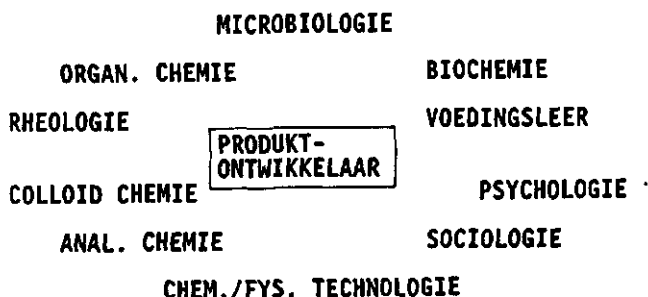 MICROBIOLOGIE
ORGAN. CHEMIE
BIOCHEMIE
RHEOLOGIE
VOEDINGSLEER
PRODUKT-
ONTWIKKELAAR
COLLOID CHEMIE
PSYCHOLOGIE
ANAL. CHEMIE
SOCIOLOGIE
CHEM./FYS. TECHNOLOGIE